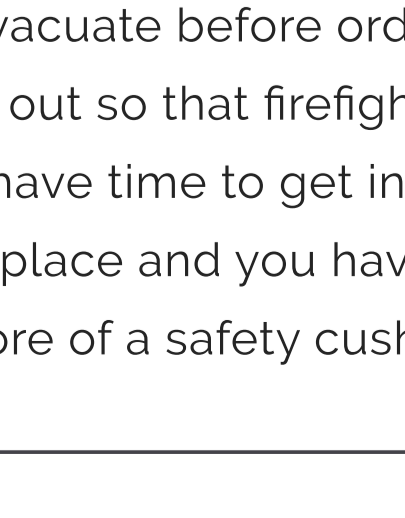 vacuate before ord
out so that firefigh
have time to get in
place and you hav
ore of a safety cush